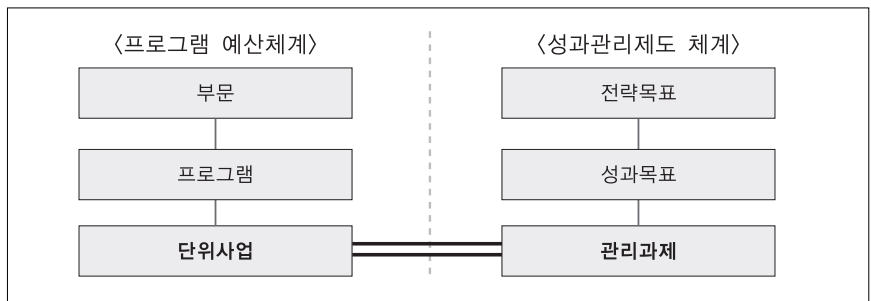 〈프로그램 예산체계〉
〈성과관리제도 체계〉
부문
전략목표
프로그램
성과목표
단위사업
관리과제